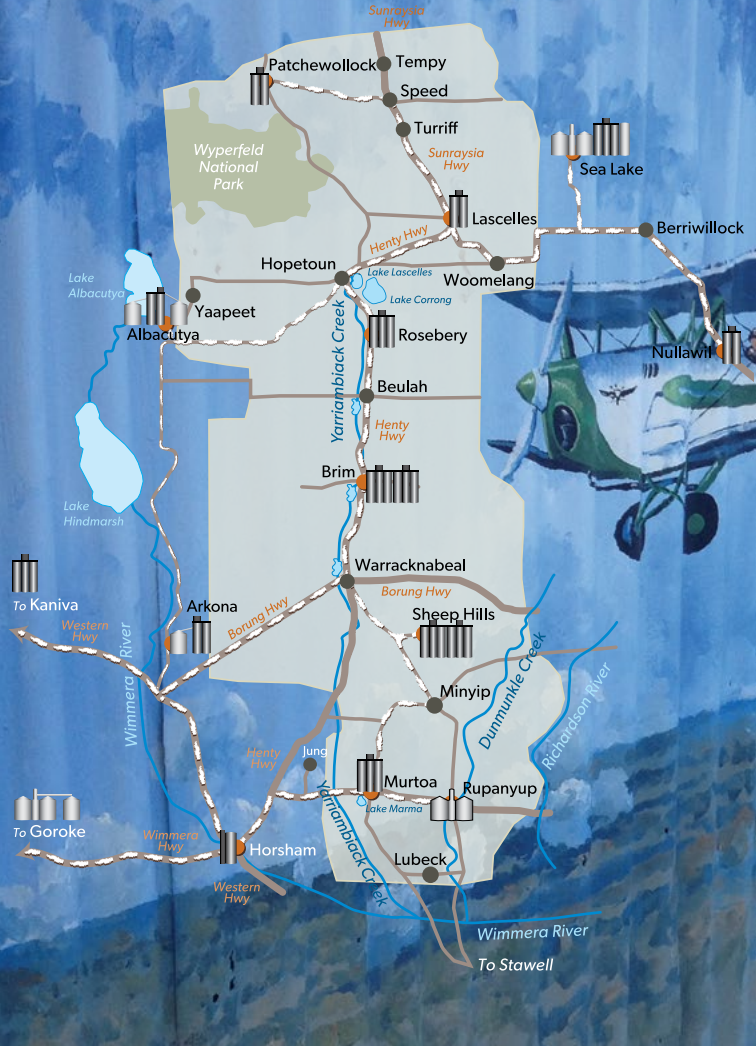 Sunraysia
Hwy
Patchewollock
Tempy
Speed
Turriff
Wyperfeld
National
Park
Sunraysia
Hwy
Sea Lake
Lascelles
Berriwillock
Henty Hwy
Hopetoun
Lake Lascelles
Woomelang
Lake
Albacutya
Lake Corrong
Yaapeet
Albacutya
Yarriambiack Creek
Rosebery
Nullawil
Beulah
Henty
Hwy
Brim
Lake
Hindmarsh
Warracknabeal
Borung Hwy
To Kaniva
Arkona
Borung Hwy
Sheep Hills
Western
Hwy
Wimmera River
Dunmunkle Creek
Minyip
Richardson River
Henty
Hwy
Jung
Murtoa
Rupanyup
Yarriambiack Creek
Lake Marma
To Goroke
Wimmera
Hwy
Horsham
Lubeck
Western
Hwy
Wimmera River
To Stawell